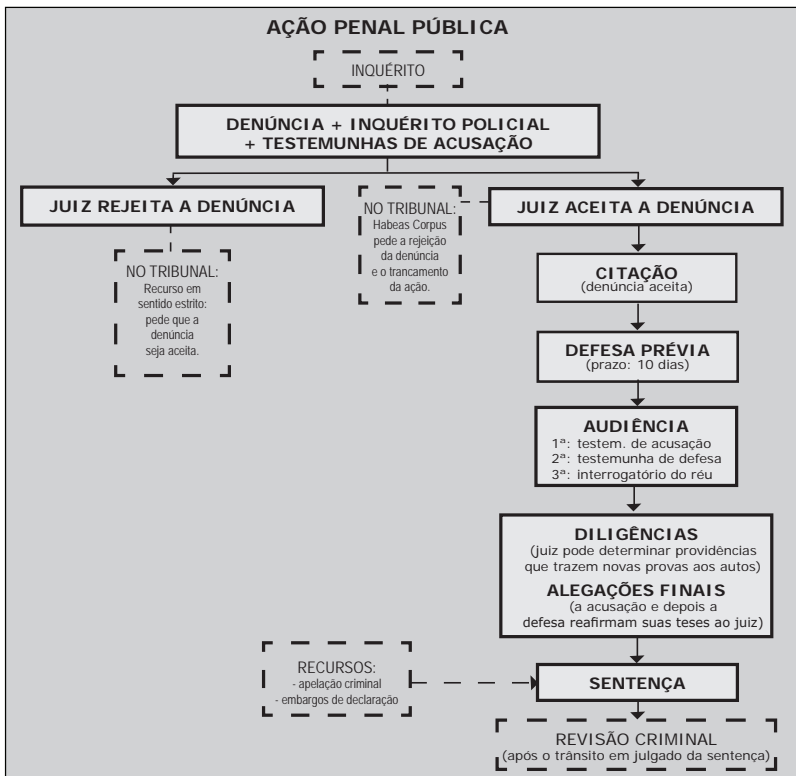 AÇÃO PENAL PÚBLICA
INQUÉRITO
DENÚNCIA + INQUÉRITO POLICIAL
+ TESTEMUNHAS DE ACUSAÇÃO
JUIZ REJEITA A DENÚNCIA
NO TRIBUNAL:
Recurso em
sentido estrito:
pede que a
denúncia
seja aceita.
NO TRIBUNAL:
Habeas Corpus
pede a rejeição
da denúncia
e o trancamento
da ação.
JUIZ ACEITA A DENÚNCIA
CITAÇÃO
(denúncia aceita)
DEFESA PRÉVIA
(prazo: 10 dias)
AUDIÊNCIA
1ª: testem. de acusação
2ª: testemunha de defesa
3ª: interrogatório do réu
DILIGÊNCIAS
(juiz pode determinar providências
que trazem novas provas aos autos)
ALEGAÇÕES FINAIS
(a acusação e depois a
defesa reafirmam suas teses ao juiz)
RECURSOS:
- apelação criminal
- embargos de declaração
SENTENÇA
REVISÃO CRIMINAL
(após o trânsito em julgado da sentença)